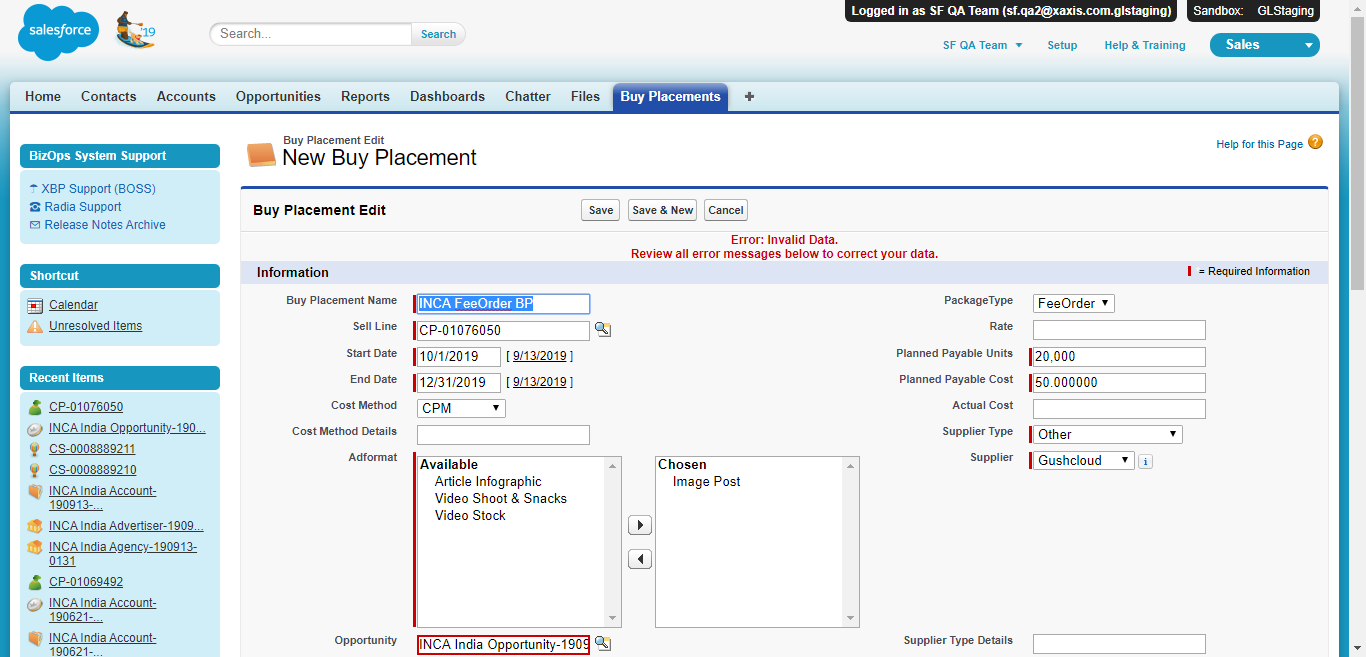 Logged in as SF QA Team (sf.qa2@xaxis.com.glstaging)
Sandbox: GLStaging
salesforce
'19
Search...
Search
SF QA Team
Setup
Help & Training
Sales
Home
Contacts
Accounts
Opportunities
Reports
Dashboards
Chatter
Files
Buy Placements
BizOps System Support
XBP Support (BOSS)
Radia Support
Release Notes Archive
Shortcut
Calendar
Unresolved Items
Recent Items
CP-01076050
INCA India Opportunity-190...
CS-0008889211
CS-0008889210
INCA India Account-
190913-...
INCA India Advertiser-1909...
INCA India Agency-190913-
0131
CP-01069492
INCA India Account-
190621-...
INCA India Account-
190621-...
Buy Placement Edit
New Buy Placement
Help for this Page
Buy Placement Edit
Save
Save & New
Cancel
Error: Invalid Data.
Review all error messages below to correct your data.
Information
= Required Information
Buy Placement Name INCA FeeOrder BP
PackageType FeeOrder
Sell Line CP-01076050
Rate
Start Date 10/1/2019 [ 9/13/2019 ]
Planned Payable Units 20,000
End Date 12/31/2019 [ 9/13/2019 ]
Planned Payable Cost 50.000000
Cost Method CPM
Actual Cost
Cost Method Details
Supplier Type Other
Adformat
Supplier Gushcloud
Available
Article Infographic
Video Shoot & Snacks
Video Stock
Chosen
Image Post
Opportunity INCA India Opportunity-1909
Supplier Type Details